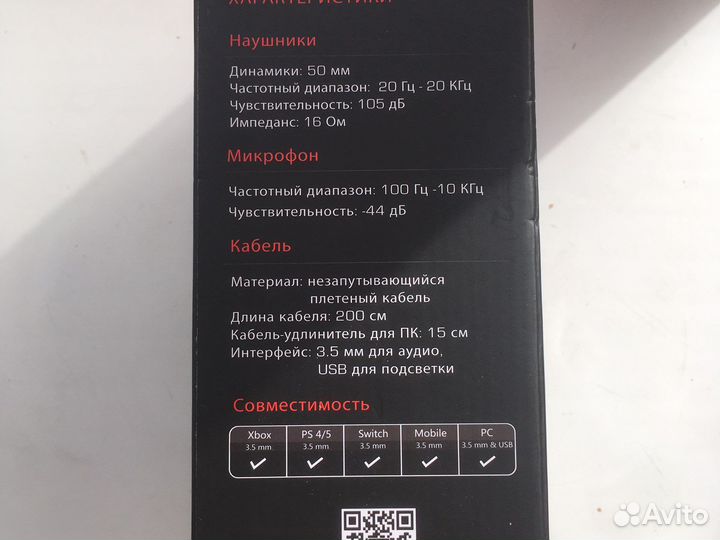 ХАРАКТЕРИСТИКИ
Наушники
Динамики: 50 мм
Частотный диапазон: 20 Гц - 20 КГц
Чувствительность: 105 дБ
Импеданс: 16 Ом
Микрофон
Частотный диапазон: 100 Гц -10 КГц
Чувствительность: -44 дБ
Кабель
Материал: незапутывающийся
плетеный кабель
Длина кабеля: 200 см
Кабель-удлинитель для ПК: 15 см
Интерфейс: 3.5 мм для аудио,
USB для подсветки
Совместимость
Xbox PS 4/5 Switch Mobile PC
3.5 mm 3.5 mm 3.5 mm 3.5 mm 3.5 mm & USB
Avito